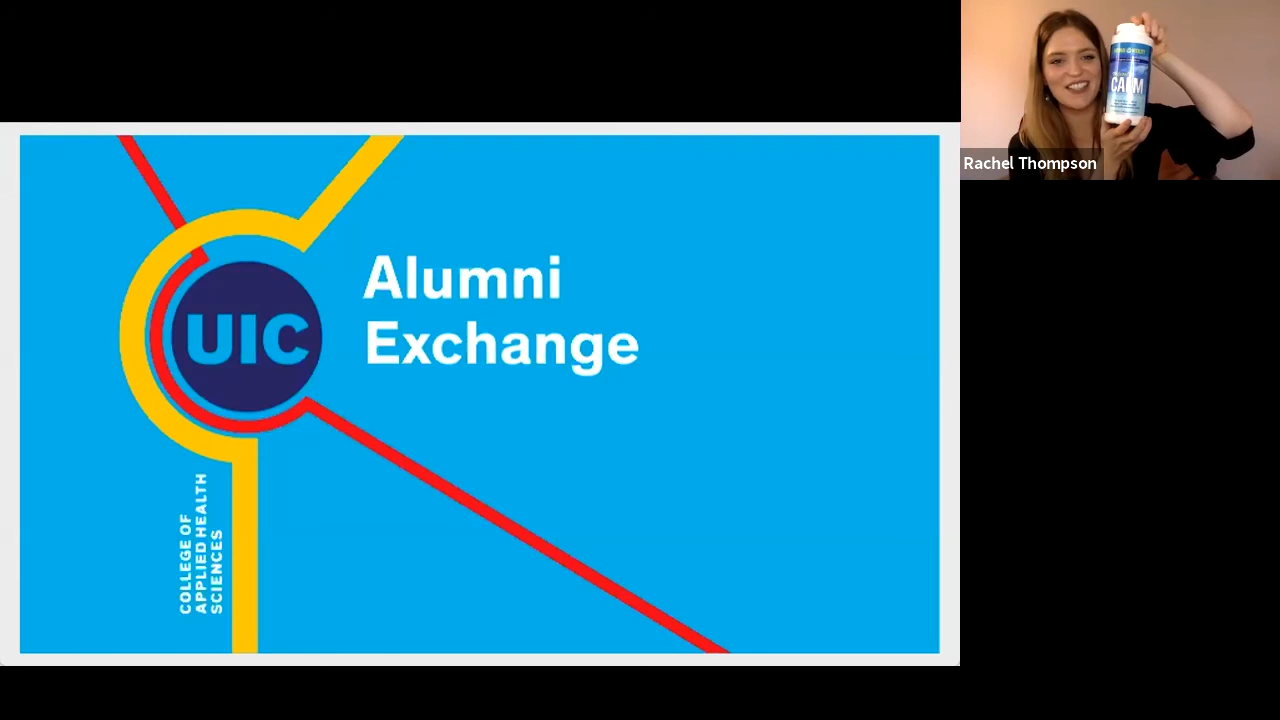 UIC
Alumni
Exchange
COLLEGE OF
APPLIED HEALTH
SCIENCES
CALM
Rachel Thompson